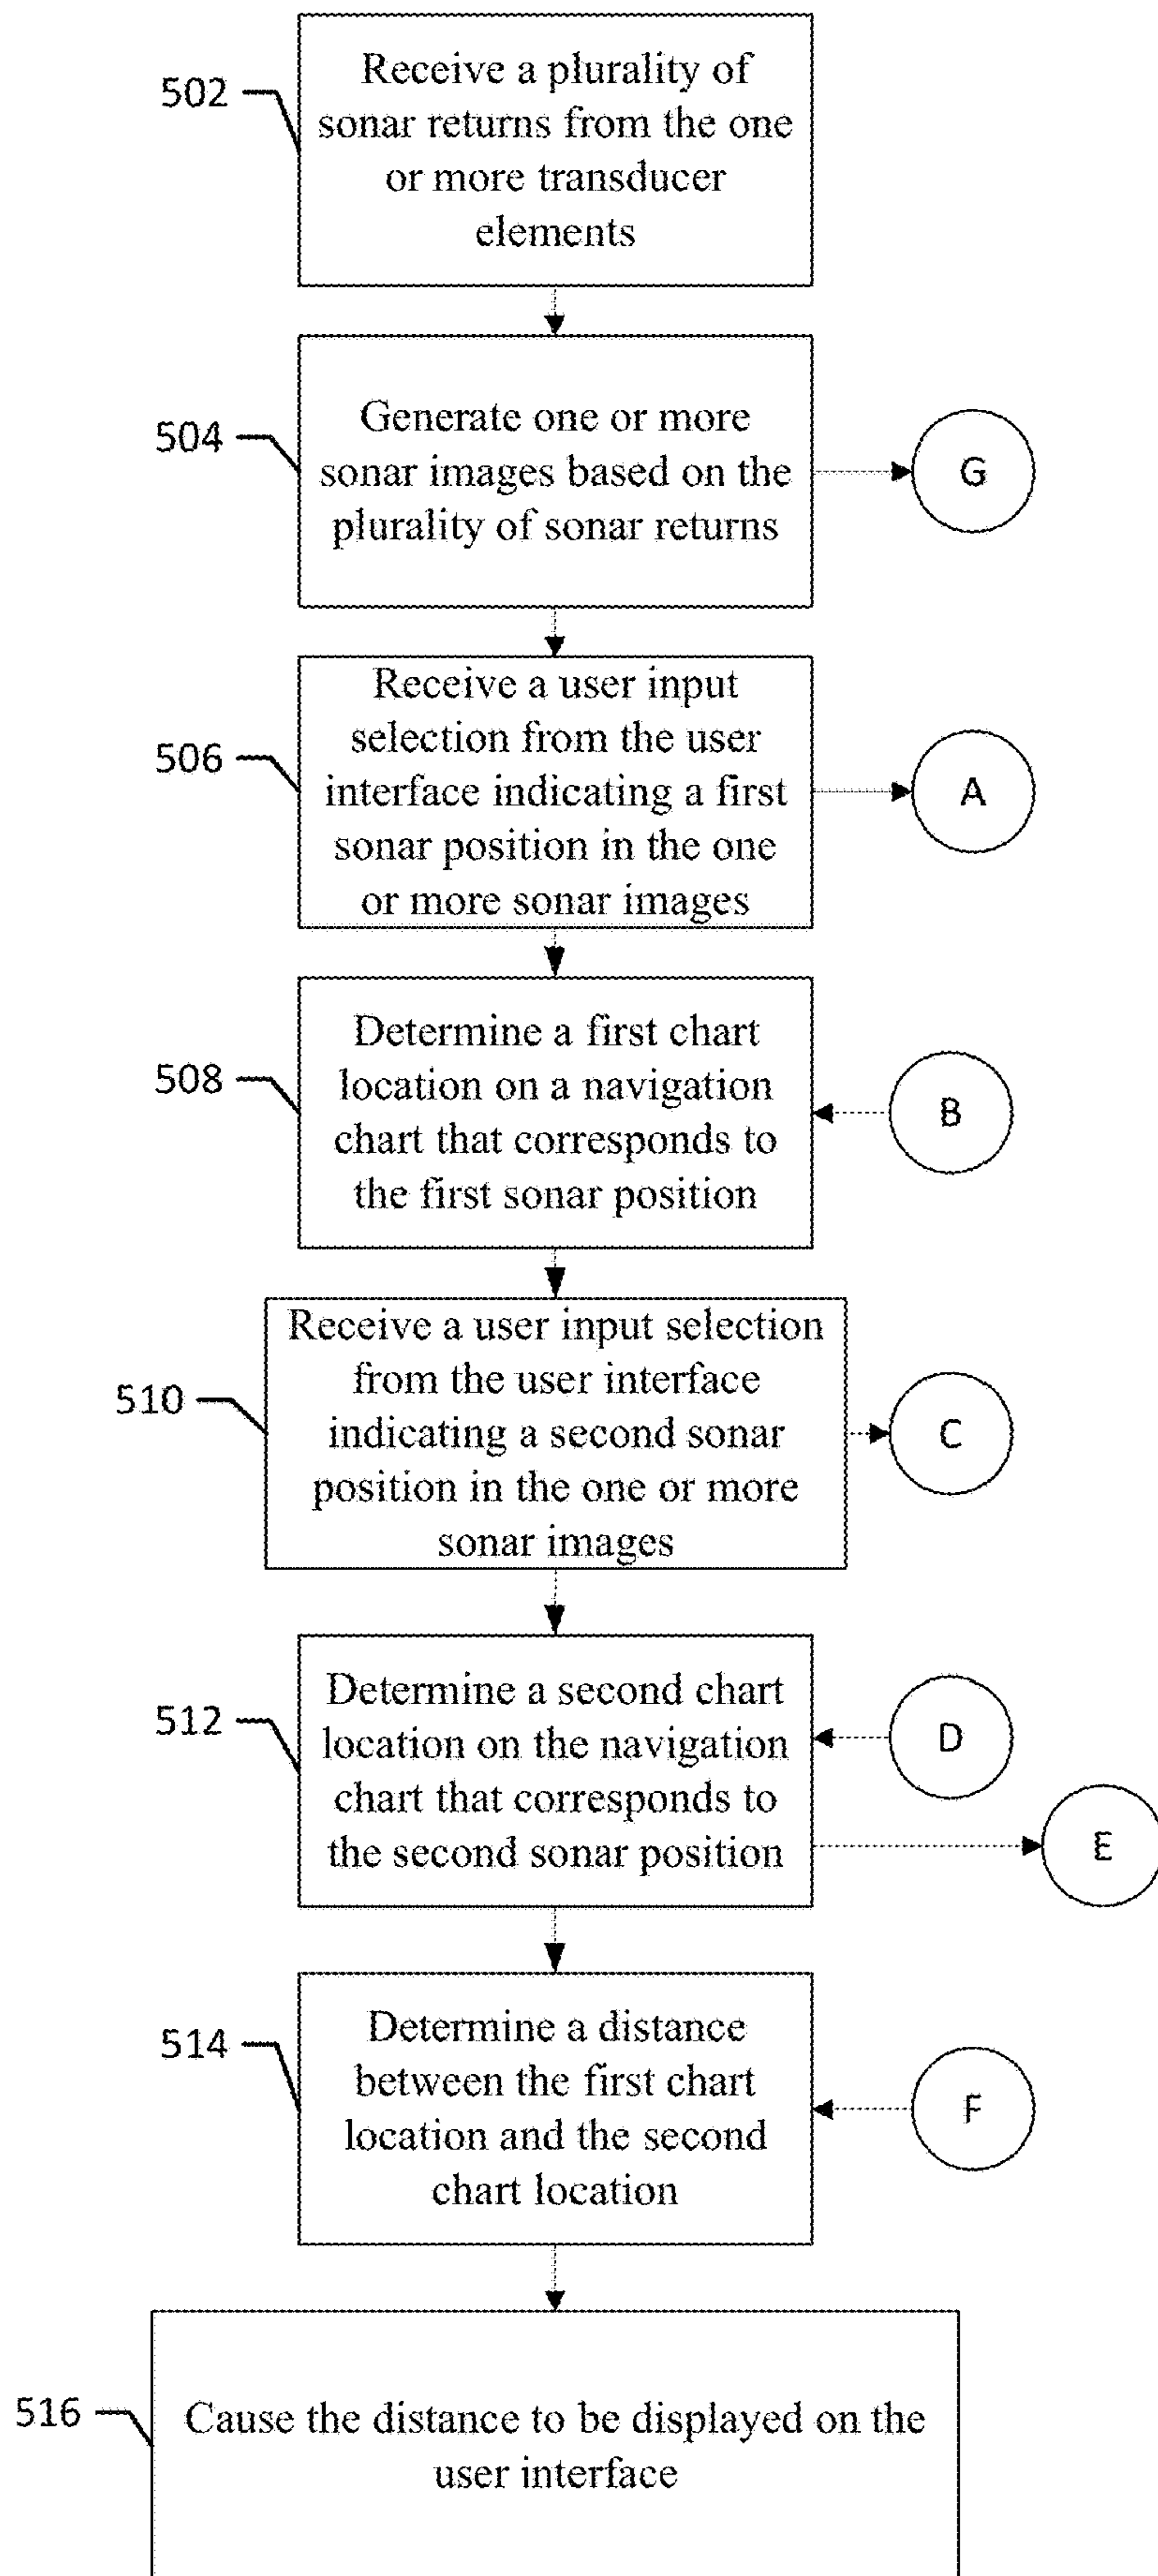 502
Receive a plurality of
sonar returns from the one
or more transducer
elements
504
Generate one or more
sonar images based on the
plurality of sonar returns
G
506
Receive a user input
selection from the user
interface indicating a first
sonar position in the one
or more sonar images
A
508
Determine a first chart
location on a navigation
chart that corresponds to
the first sonar position
B
510
Receive a user input selection
from the user interface
indicating a second sonar
position in the one or more
sonar images
C
512
Determine a second chart
location on the navigation
chart that corresponds to
the second sonar position
D
E
514
Determine a distance
between the first chart
location and the second
chart location
F
516
Cause the distance to be displayed on the
user interface